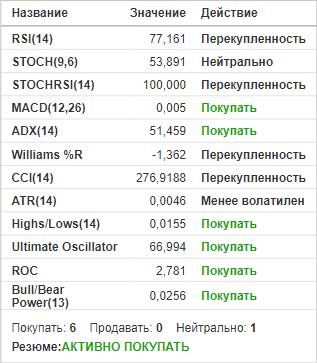 Название Значение Действие
RSI(14) 77,161 Перекупленность
STOCH(9,6) 53,891 Нейтрально
STOCHRSI(14) 100,000 Перекупленность
MACD(12,26) 0,005 Покупать
ADX(14) 51,459 Покупать
Williams %R -1,362 Перекупленность
CCI(14) 276,9188 Перекупленность
ATR(14) 0,0046 Менее волатилен
Highs/Lows(14) 0,0155 Покупать
Ultimate Oscillator 66,994 Покупать
ROC 2,781 Покупать
Bull/Bear
Power(13) 0,0256 Покупать
Покупать: 6 Продавать: 0 Нейтрально: 1
Резюме:АКТИВНО ПОКУПАТЬ